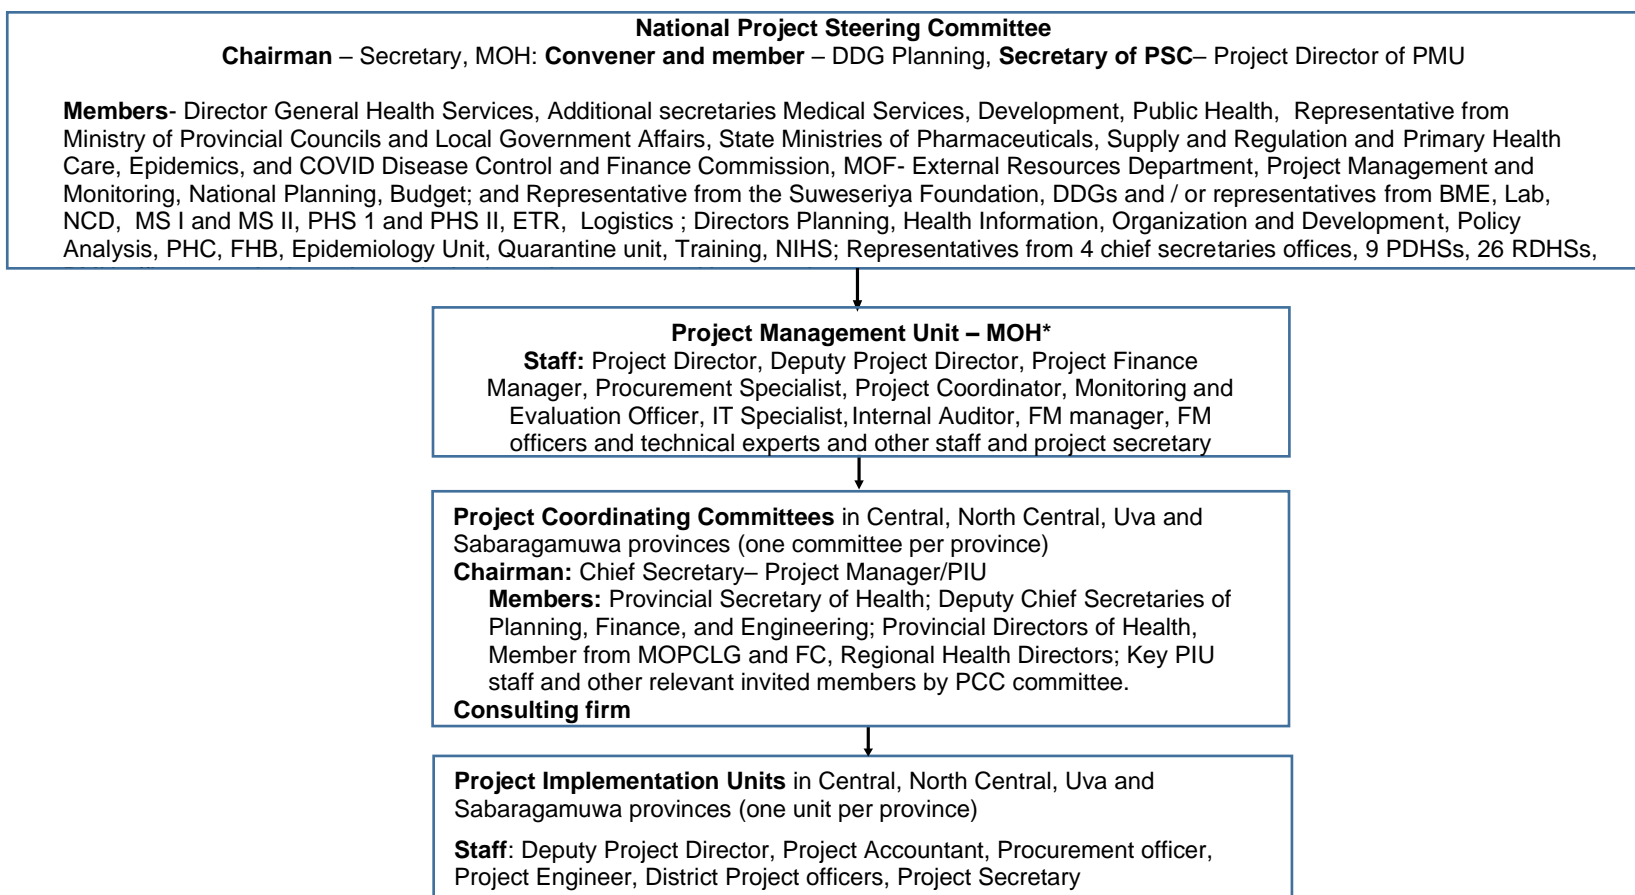 National Project Steering Committee
Chairman – Secretary, MOH: Convener and member – DDG Planning, Secretary of PSC– Project Director of PMU
Members- Director General Health Services, Additional secretaries Medical Services, Development, Public Health, Representative from
Ministry of Provincial Councils and Local Government Affairs, State Ministries of Pharmaceuticals, Supply and Regulation and Primary Health
Care, Epidemics, and COVID Disease Control and Finance Commission, MOF- External Resources Department, Project Management and
Monitoring, National Planning, Budget; and Representative from the Suweseriya Foundation, DDGs and / or representatives from BME, Lab,
NCD, MS I and MS II, PHS 1 and PHS II, ETR, Logistics ; Directors Planning, Health Information, Organization and Development, Policy
Analysis, PHC, FHB, Epidemiology Unit, Quarantine unit, Training, NIHS; Representatives from 4 chief secretaries offices, 9 PDHSs, 26 RDHSs,
Project Management Unit – MOH*
Staff: Project Director, Deputy Project Director, Project Finance
Manager, Procurement Specialist, Project Coordinator, Monitoring and
Evaluation Officer, IT Specialist, Internal Auditor, FM manager, FM
officers and technical experts and other staff and project secretary
Project Coordinating Committees in Central, North Central, Uva and
Sabaragamuwa provinces (one committee per province)
Chairman: Chief Secretary– Project Manager/PIU
Members: Provincial Secretary of Health; Deputy Chief Secretaries of
Planning, Finance, and Engineering; Provincial Directors of Health,
Member from MOPCLG and FC, Regional Health Directors; Key PIU
staff and other relevant invited members by PCC committee.
Consulting firm
Project Implementation Units in Central, North Central, Uva and
Sabaragamuwa provinces (one unit per province)
Staff: Deputy Project Director, Project Accountant, Procurement officer,
Project Engineer, District Project officers, Project Secretary